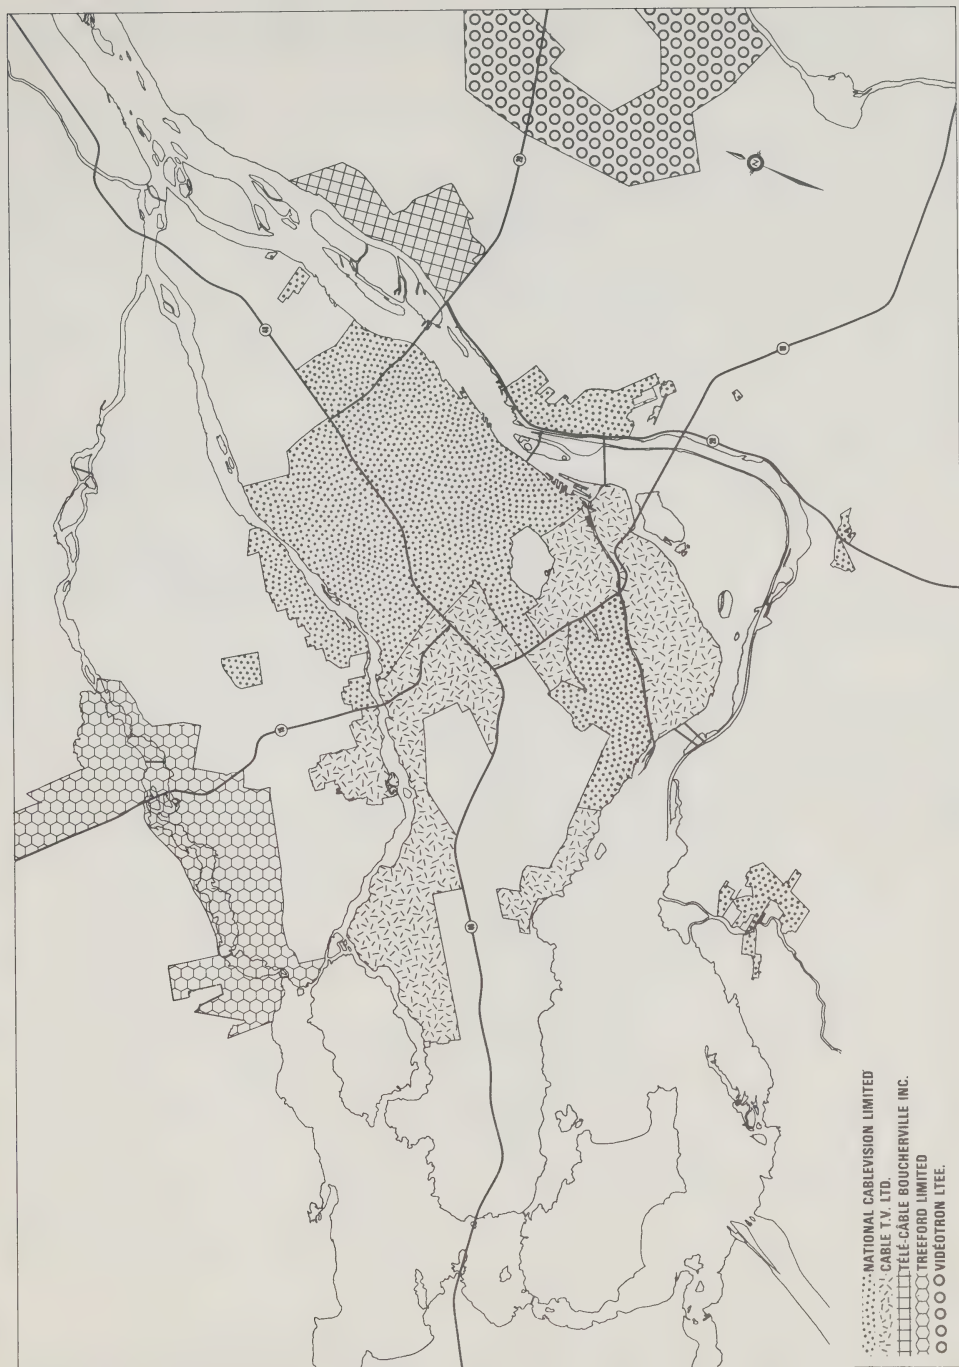 NATIONAL CABLEVISION LIMITED
CABLE T.V. LTD.
TÉLÉ-CÂBLE BOUCHERVILLE INC.
TREEFORD LIMITED
VIDÉOTRON LTEE.
N